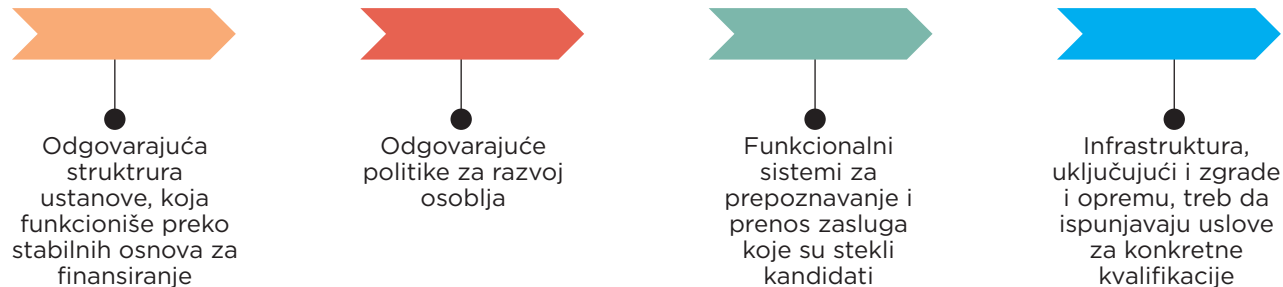 Odgovarajuća
struktrura
ustanove, koja
funkcioniše preko
stabilnih osnova za
finansiranje
Odgovarajuće
politike za razvoj
osoblja
Funkcionalni
sistemi za
prepoznavanje i
prenos zasluga
koje su stekli
kandidati
Infrastruktura,
uključujući i zgrade
i opremu, treb da
ispunjavaju uslove
za konkretne
kvalifikacije